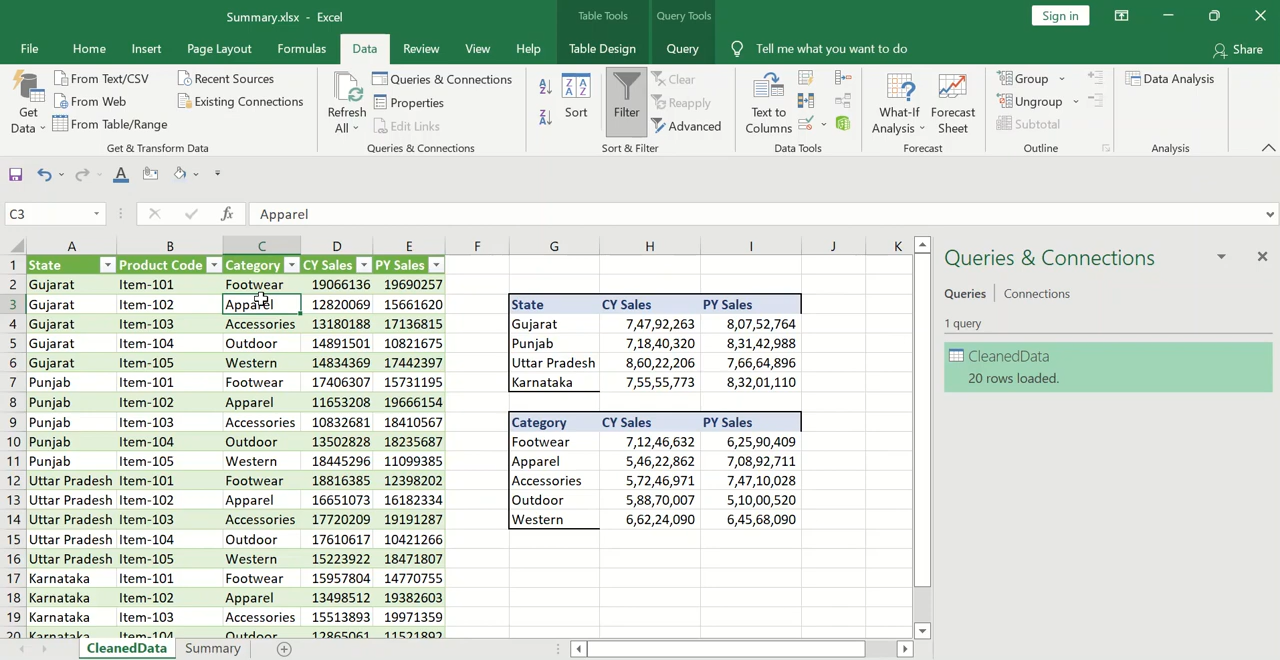 Summary.xlsx - Excel
Table Tools
Query Tools
Sign in
File Home Insert Page Layout Formulas Data Review View Help Table Design Query Tell me what you want to do Share
Get Data
From Text/CSV
From Web
From Table/Range
Recent Sources
Existing Connections
Get & Transform Data
Refresh All
Queries & Connections
Properties
Edit Links
Queries & Connections
Sort
Filter
Clear
Reapply
Advanced
Sort & Filter
Text to Columns
Data Tools
What-If Analysis
Forecast Sheet
Forecast
Group
Ungroup
Subtotal
Outline
Data Analysis
Analysis
C3 fx Apparel
A B C D E F G H I J K
1 State Product Code Category CY Sales PY Sales
2 Gujarat Item-101 Footwear 19066136 19690257
3 Gujarat Item-102 Apparel 12820069 15661620 State CY Sales PY Sales
4 Gujarat Item-103 Accessories 13180188 17136815 Gujarat 7,47,92,263 8,07,52,764
5 Gujarat Item-104 Outdoor 14891501 10821675 Punjab 7,18,40,320 8,31,42,988
6 Gujarat Item-105 Western 14834369 17442397 Uttar Pradesh 8,60,22,206 7,66,64,896
7 Punjab Item-101 Footwear 17406307 15731195 Karnataka 7,55,55,773 8,32,01,110
8 Punjab Item-102 Apparel 11653208 19666154
9 Punjab Item-103 Accessories 10832681 18410567 Category CY Sales PY Sales
10 Punjab Item-104 Outdoor 13502828 18235687 Footwear 7,12,46,632 6,25,90,409
11 Punjab Item-105 Western 18445296 11099385 Apparel 5,46,22,862 7,08,92,711
12 Uttar Pradesh Item-101 Footwear 18816385 12398202 Accessories 5,72,46,971 7,47,10,028
13 Uttar Pradesh Item-102 Apparel 16651073 16182334 Outdoor 5,88,70,007 5,10,00,520
14 Uttar Pradesh Item-103 Accessories 17720209 19191287 Western 6,62,24,090 6,45,68,090
15 Uttar Pradesh Item-104 Outdoor 17610617 10421266
16 Uttar Pradesh Item-105 Western 15223922 18471807
17 Karnataka Item-101 Footwear 15957804 14770755
18 Karnataka Item-102 Apparel 13498512 19382603
19 Karnataka Item-103 Accessories 15513893 19971359
20 Karnataka Item-104 Outdoor 12865061 11521892
CleanedData Summary
Queries & Connections
Queries Connections
1 query
CleanedData
20 rows loaded.